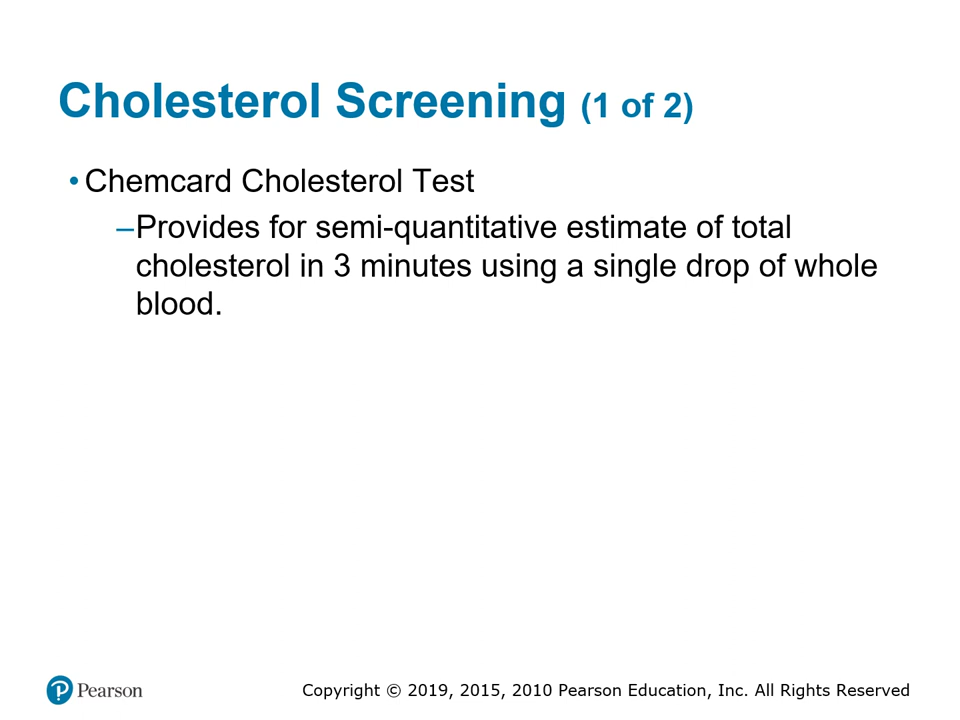 Cholesterol Screening (1 of 2)
• Chemcard Cholesterol Test
–Provides for semi-quantitative estimate of total
cholesterol in 3 minutes using a single drop of whole
blood.
Pearson
Copyright © 2019, 2015, 2010 Pearson Education, Inc. All Rights Reserved